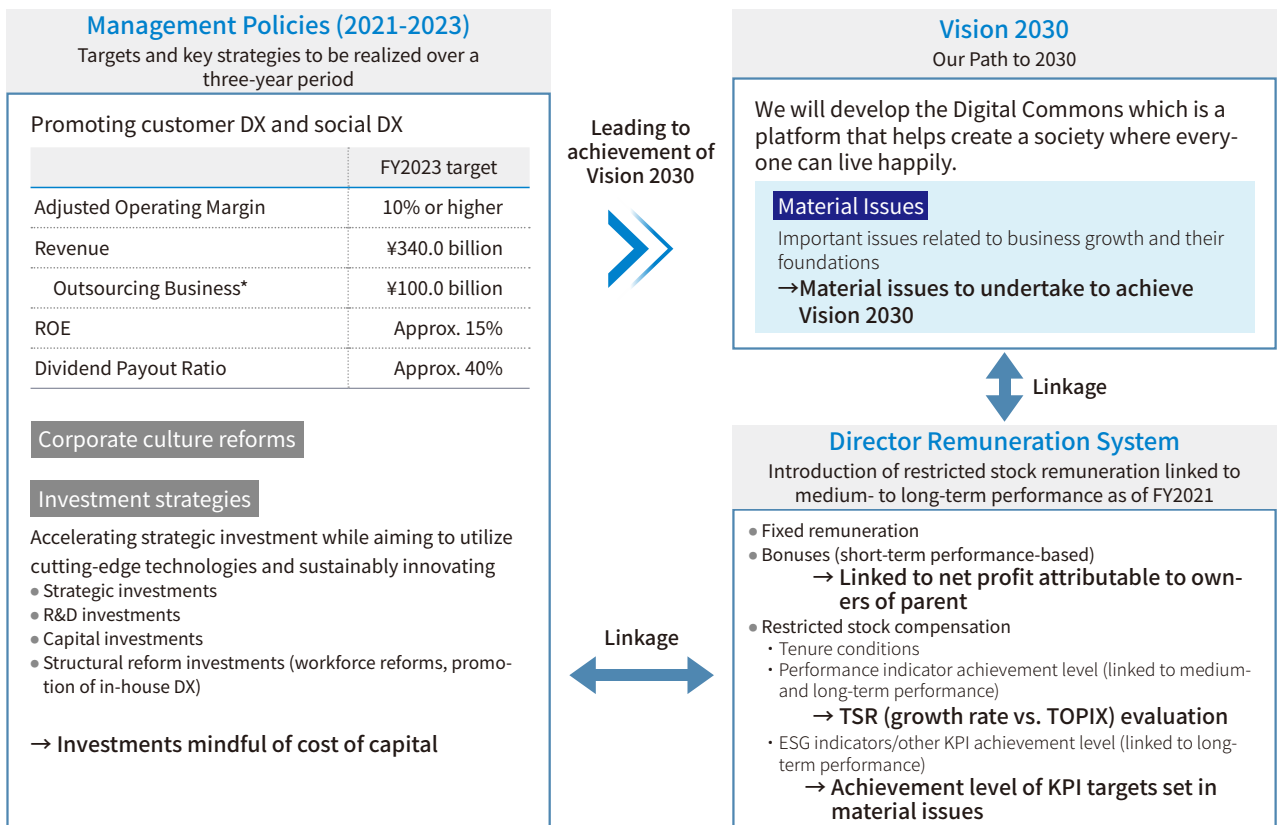 Management Policies (2021-2023)
Targets and key strategies to be realized over a
three-year period
Promoting customer DX and social DX
FY2023 target
Adjusted Operating Margin 10% or higher
Revenue ¥340.0 billion
Outsourcing Business* ¥100.0 billion
ROE Approx. 15%
Dividend Payout Ratio Approx. 40%
Corporate culture reforms
Investment strategies
Accelerating strategic investment while aiming to utilize
cutting-edge technologies and sustainably innovating
● Strategic investments
● R&D investments
● Capital investments
● Structural reform investments (workforce reforms, promo-
tion of in-house DX)
→ Investments mindful of cost of capital
Leading to
achievement of
Vision 2030
Linkage
Vision 2030
Our Path to 2030
We will develop the Digital Commons which is a
platform that helps create a society where every-
one can live happily.
Material Issues
Important issues related to business growth and their
foundations
→Material issues to undertake to achieve
Vision 2030
Linkage
Director Remuneration System
Introduction of restricted stock remuneration linked to
medium- to long-term performance as of FY2021
● Fixed remuneration
● Bonuses (short-term performance-based)
→ Linked to net profit attributable to own-
ers of parent
● Restricted stock compensation
・Tenure conditions
・Performance indicator achievement level (linked to medium-
and long-term performance)
→ TSR (growth rate vs. TOPIX) evaluation
・ESG indicators/other KPI achievement level (linked to long-
term performance)
→ Achievement level of KPI targets set in
material issues